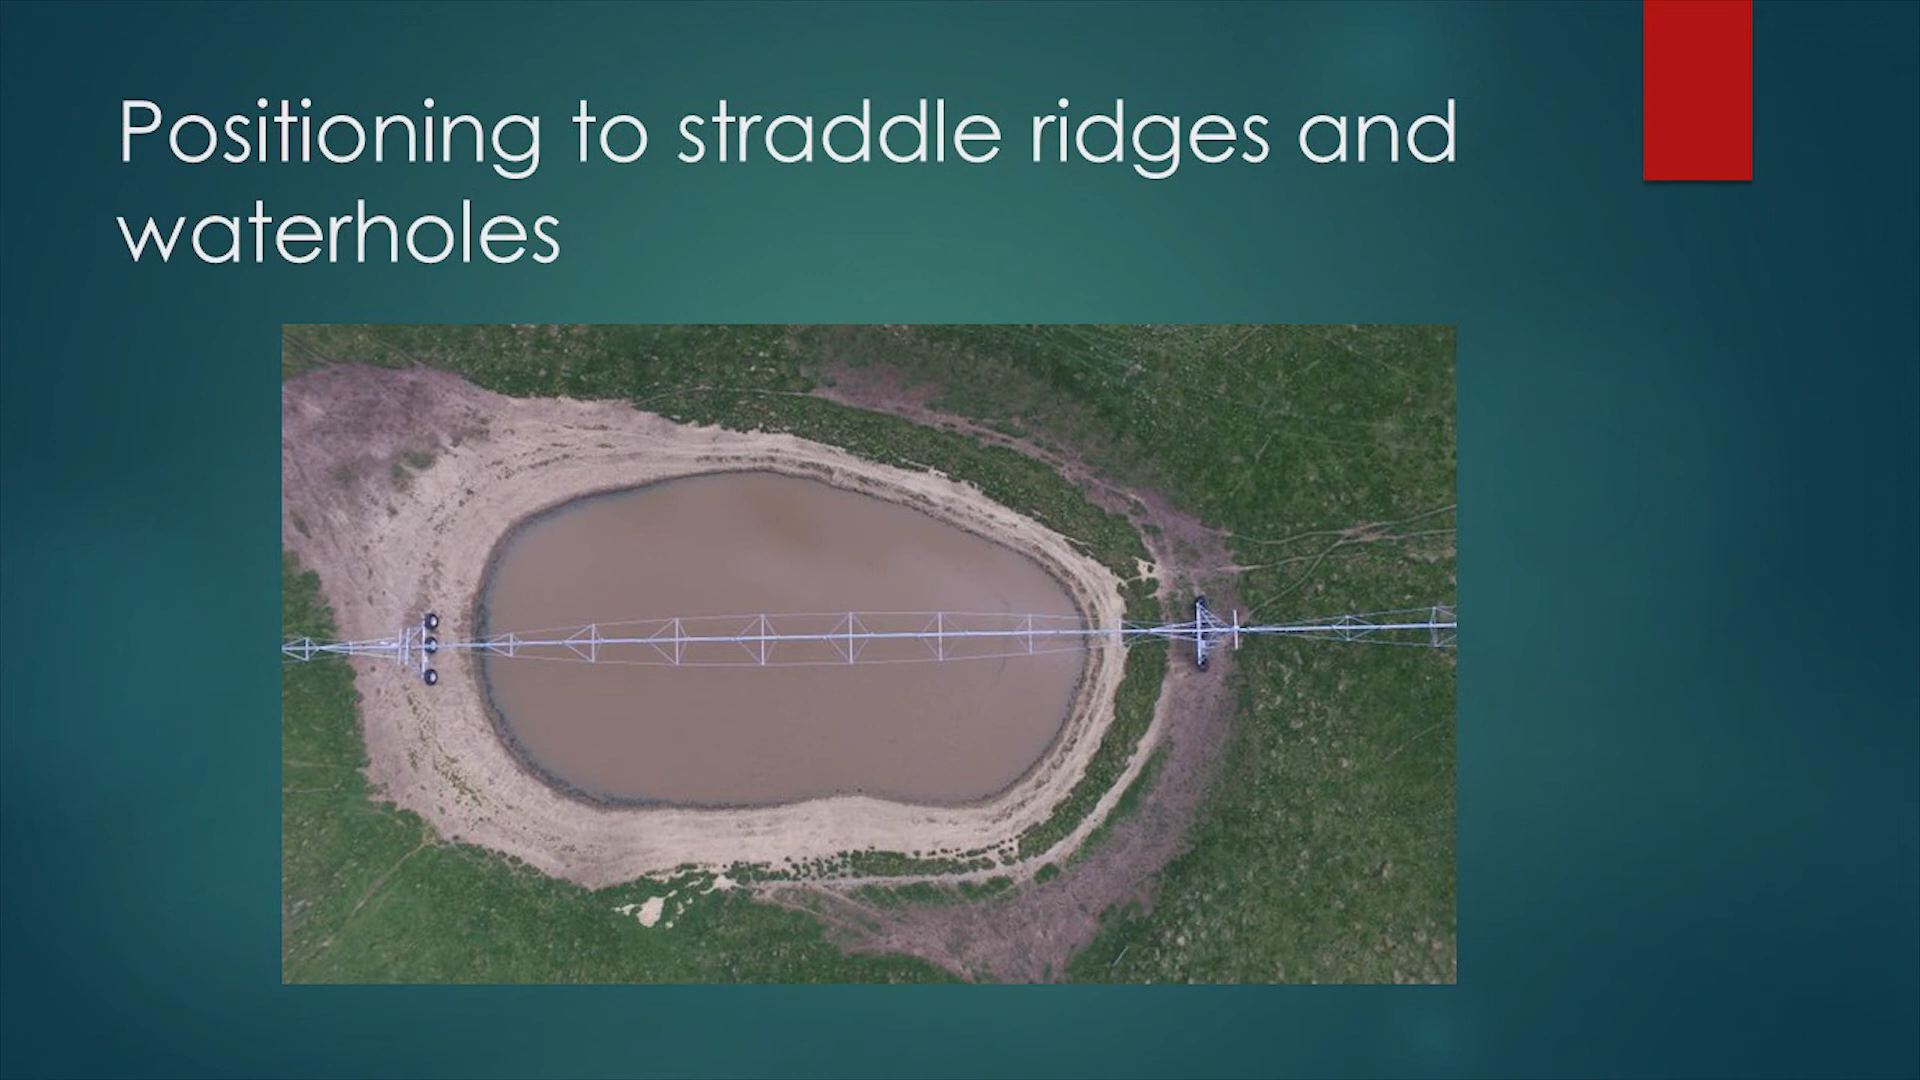 Positioning to straddle ridges and
waterholes